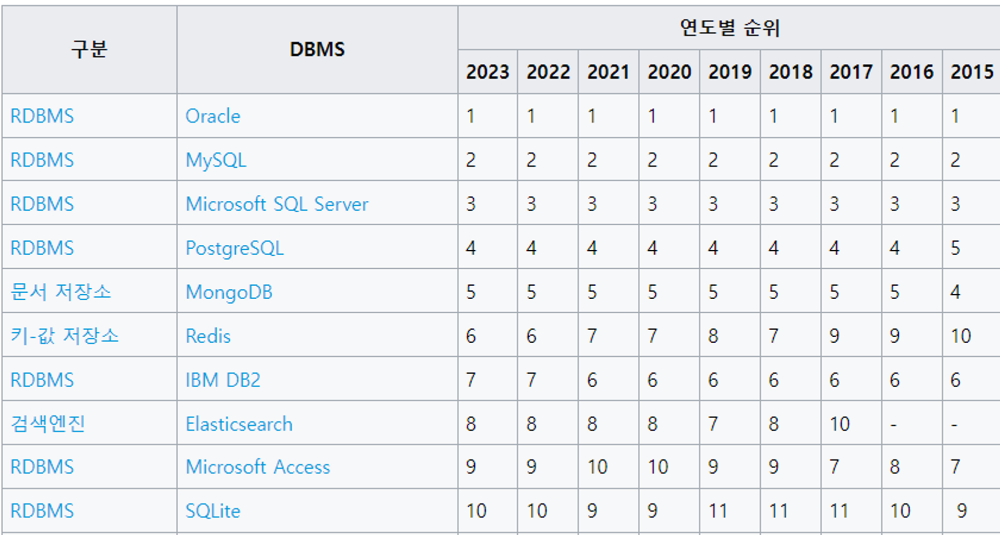 구분 DBMS 연도별 순위
2023 2022 2021 2020 2019 2018 2017 2016 2015
RDBMS Oracle 1 1 1 1 1 1 1 1 1
RDBMS MySQL 2 2 2 2 2 2 2 2 2
RDBMS Microsoft SQL Server 3 3 3 3 3 3 3 3 3
RDBMS PostgreSQL 4 4 4 4 4 4 4 4 5
문서 저장소 MongoDB 5 5 5 5 5 5 5 5 4
키-값 저장소 Redis 6 6 7 7 8 7 9 9 10
RDBMS IBM DB2 7 7 6 6 6 6 6 6 6
검색엔진 Elasticsearch 8 8 8 8 7 8 10 - -
RDBMS Microsoft Access 9 9 10 10 9 9 7 8 7
RDBMS SQLite 10 10 9 9 11 11 11 10 9